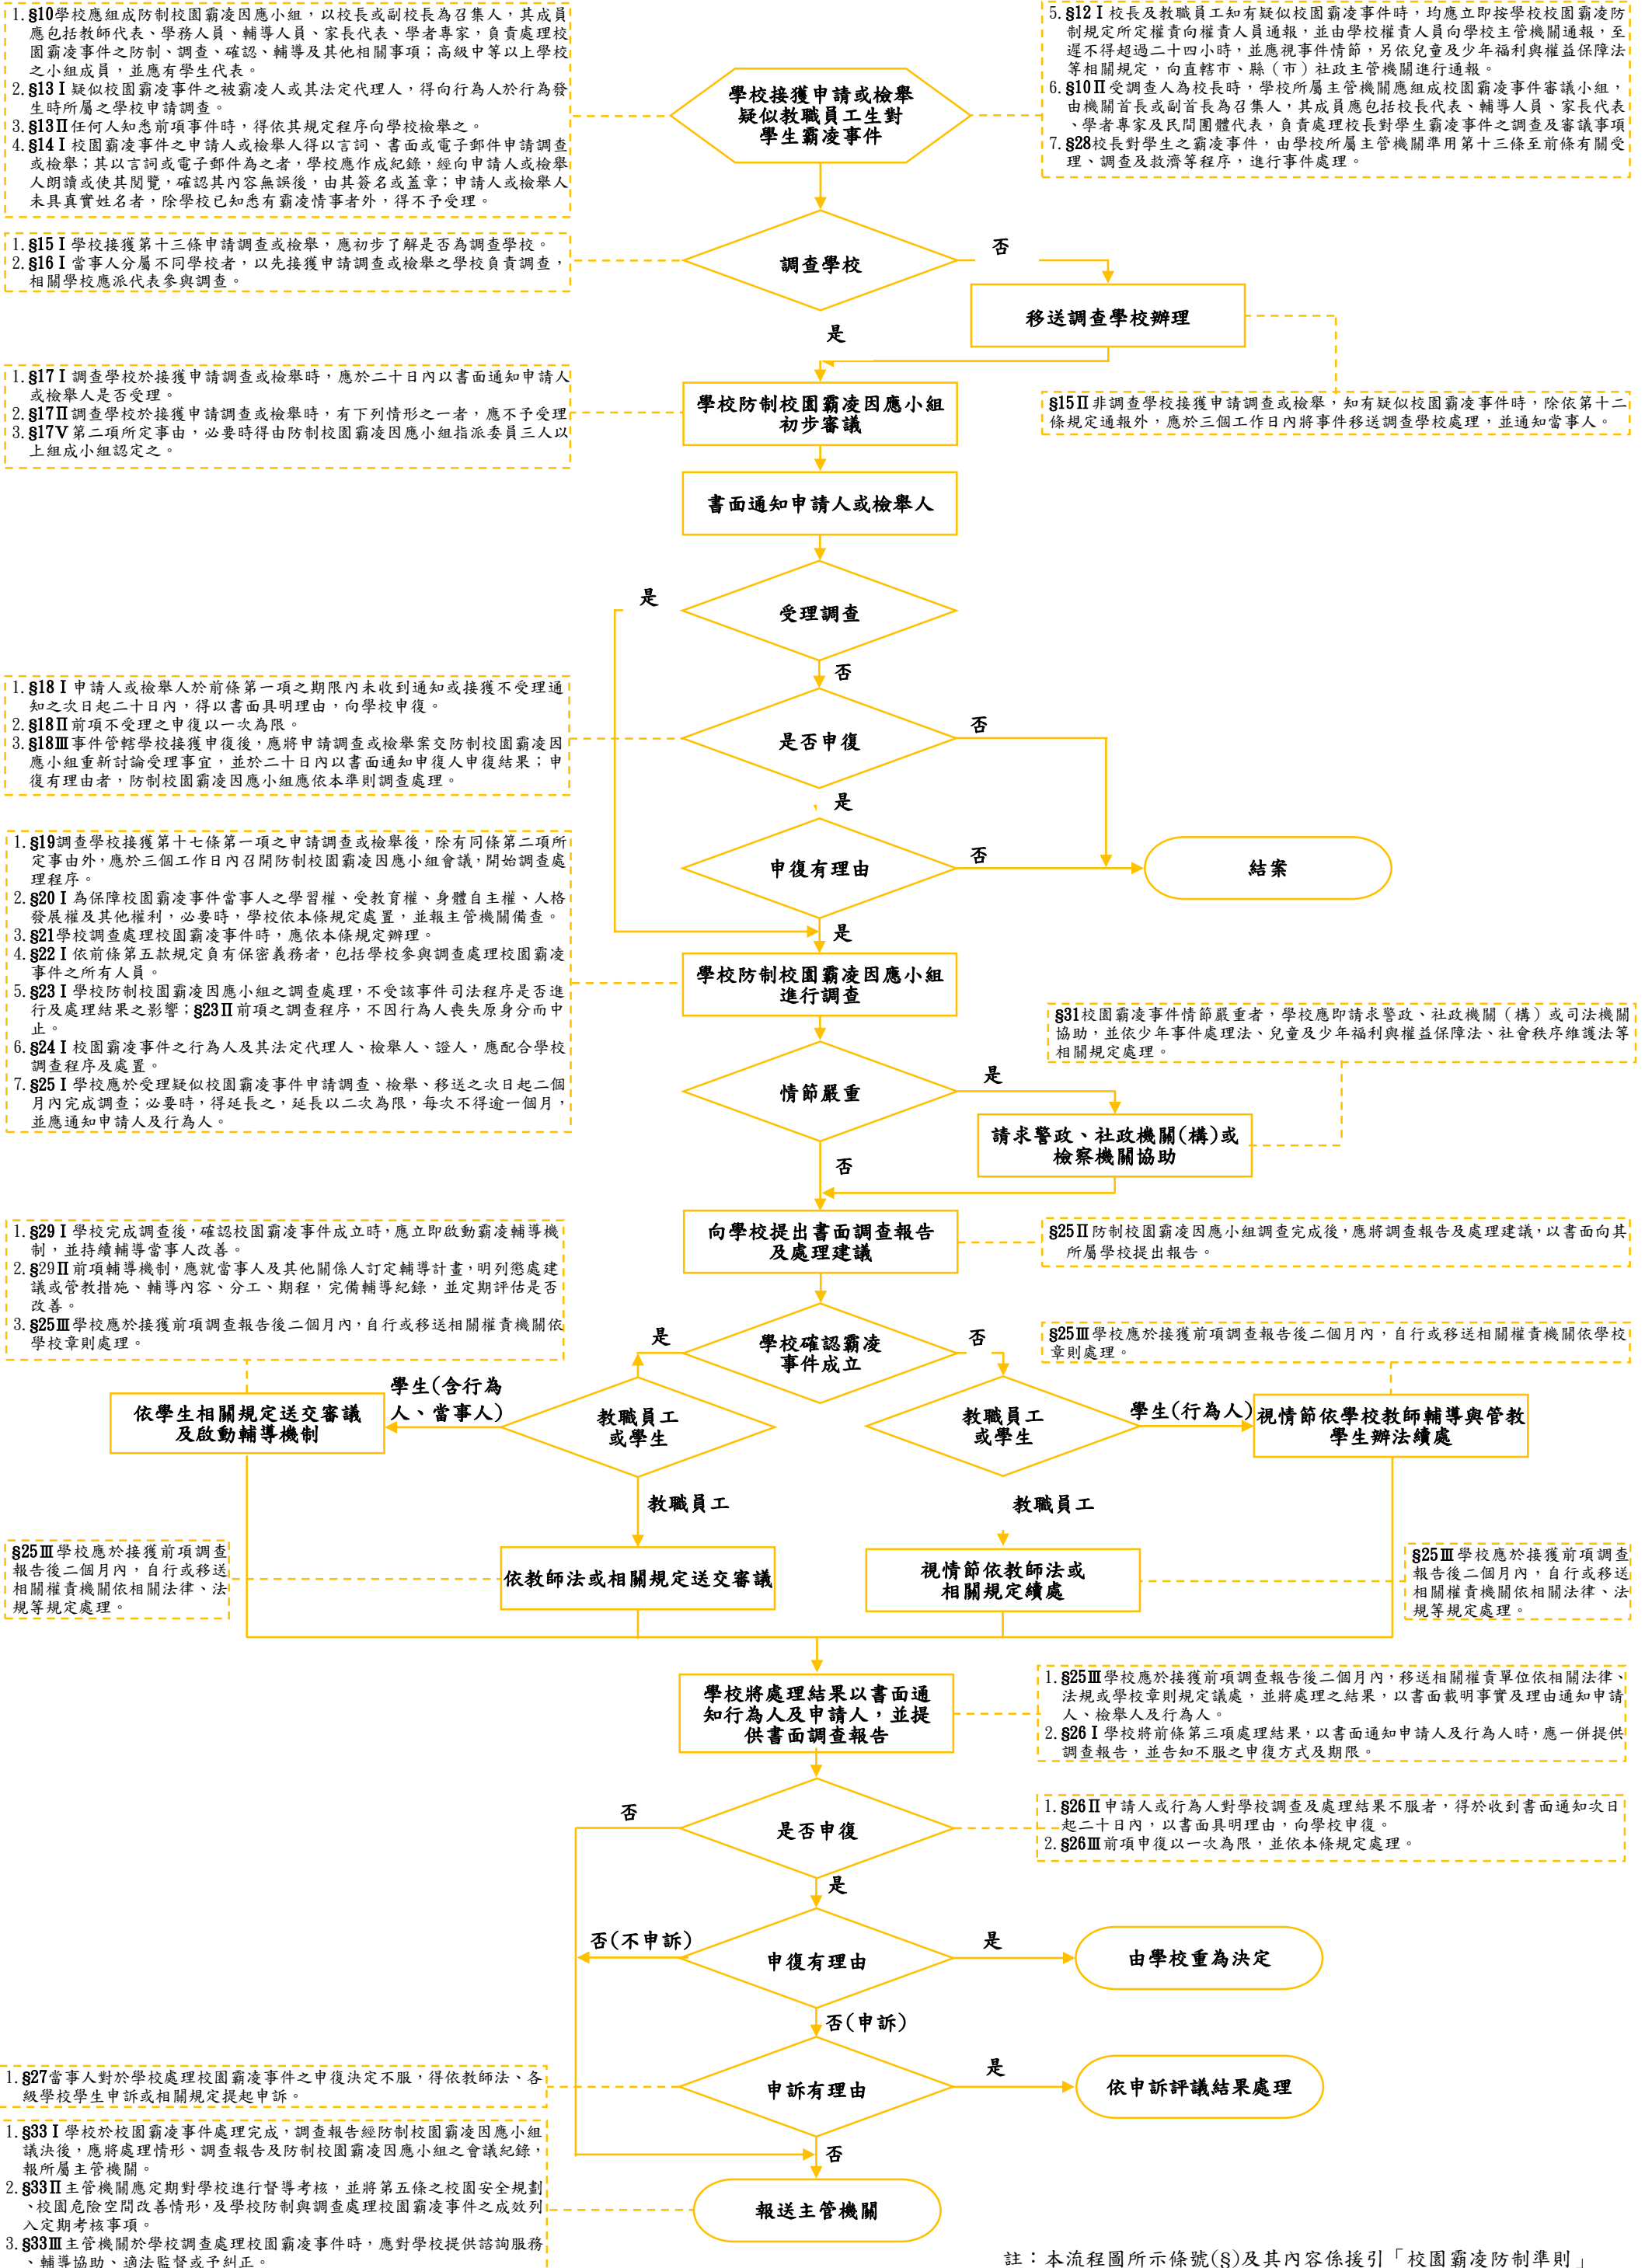 1.§10學校應組成防制校園霸凌因應小組，以校長或副校長為召集人，其成員
應包括教師代表、學務人員、輔導人員、家長代表、學者專家，負責處理校
園霸凌事件之防制、調查、確認、輔導及其他相關事項；高級中等以上學校
之小組成員，並應有學生代表。
2.§13Ⅰ疑似校園霸凌事件之被霸凌人或其法定代理人，得向行為人於行為發
生時所屬之學校申請調查。
3.§13Ⅱ任何人知悉前項事件時，得依其規定程序向學校檢舉之。
4.§14Ⅰ校園霸凌事件之申請人或檢舉人得以言詞、書面或電子郵件申請調查
或檢舉；其以言詞或電子郵件為之者，學校應作成紀錄，經向申請人或檢舉
人朗讀或使其閱覽，確認其內容無誤後，由其簽名或蓋章；申請人或檢舉人
未具真實姓名者，除學校已知悉有霸凌情事者外，得不予受理。
學校接獲申請或檢舉
疑似教職員工生對
學生霸凌事件
5.§12Ⅰ校長及教職員工知有疑似校園霸凌事件時，均應立即按學校校園霸凌防
制規定所定權責向權責人員通報，並由學校權責人員向學校主管機關通報，至
遲不得超過二十四小時，並應視事件情節，另依兒童及少年福利與權益保障法
等相關規定，向直轄市、縣（市）社政主管機關進行通報。
6.§10Ⅱ受調查人為校長時，學校所屬主管機關應組成校園霸凌事件審議小組，
由機關首長或副首長為召集人，其成員應包括校長代表、輔導人員、家長代表
、學者專家及民間團體代表，負責處理校長對學生霸凌事件之調查及審議事項
7.§28校長對學生之霸凌事件，由學校所屬主管機關準用第十三條至前條有關受
理、調查及救濟等程序，進行事件處理。
1.§15Ⅰ學校接獲第十三條申請調查或檢舉，應初步了解是否為調查學校。
2.§16Ⅰ當事人分屬不同學校者，以先接獲申請調查或檢舉之學校負責調查，
相關學校應派代表參與調查。
調查學校
否
移送調查學校辦理
是
1.§17Ⅰ調查學校於接獲申請調查或檢舉時，應於二十日內以書面通知申請人
或檢舉人是否受理。
2.§17Ⅱ調查學校於接獲申請調查或檢舉時，有下列情形之一者，應不予受理
3.§17Ⅴ第二項所定事由，必要時得由防制校園霸凌因應小組指派委員三人以
上組成小組認定之。
學校防制校園霸凌因應小組
初步審議
§15Ⅱ非調查學校接獲申請調查或檢舉，知有疑似校園霸凌事件時，除依第十二
條規定通報外，應於三個工作日內將事件移送調查學校處理，並通知當事人。
書面通知申請人或檢舉人
是
受理調查
否
1.§18Ⅰ申請人或檢舉人於前條第一項之期限內未收到通知或接獲不受理通
知之次日起二十日內，得以書面具明理由，向學校申復。
2.§18Ⅱ前項不受理之申復以一次為限。
3.§18Ⅲ事件管轄學校接獲申復後，應將申請調查或檢舉案交防制校園霸凌因
應小組重新討論受理事宜，並於二十日內以書面通知申復人申復結果；申
復有理由者，防制校園霸凌因應小組應依本準則調查處理。
是否申復
否
是
申復有理由
否
結案
是
1.§19調查學校接獲第十七條第一項之申請調查或檢舉後，除有同條第二項所
定事由外，應於三個工作日內召開防制校園霸凌因應小組會議，開始調查處
理程序。
2.§20Ⅰ為保障校園霸凌事件當事人之學習權、受教育權、身體自主權、人格
發展權及其他權利，必要時，學校依本條規定處置，並報主管機關備查。
3.§21學校調查處理校園霸凌事件時，應依本條規定辦理。
4.§22Ⅰ依前條第五款規定負有保密義務者，包括學校參與調查處理校園霸凌
事件之所有人員。
5.§23Ⅰ學校防制校園霸凌因應小組之調查處理，不受該事件司法程序是否進
行及處理結果之影響；§23Ⅱ前項之調查程序，不因行為人喪失原身分而中
止。
6.§24Ⅰ校園霸凌事件之行為人及其法定代理人、檢舉人、證人，應配合學校
調查程序及處置。
7.§25Ⅰ學校應於受理疑似校園霸凌事件申請調查、檢舉、移送之次日起二個
月內完成調查；必要時，得延長之，延長以二次為限，每次不得逾一個月，
並應通知申請人及行為人。
學校防制校園霸凌因應小組
進行調查
§31校園霸凌事件情節嚴重者，學校應即請求警政、社政機關（構）或司法機關
協助，並依少年事件處理法、兒童及少年福利與權益保障法、社會秩序維護法等
相關規定處理。
情節嚴重
是
請求警政、社政機關(構)或
檢察機關協助
否
向學校提出書面調查報告
及處理建議
§25Ⅱ防制校園霸凌因應小組調查完成後，應將調查報告及處理建議，以書面向其
所屬學校提出報告。
1.§29Ⅰ學校完成調查後，確認校園霸凌事件成立時，應立即啟動霸凌輔導機
制，並持續輔導當事人改善。
2.§29Ⅱ前項輔導機制，應就當事人及其他關係人訂定輔導計畫，明列懲處建
議或管教措施、輔導內容、分工、期程，完備輔導紀錄，並定期評估是否
改善。
3.§25Ⅲ學校應於接獲前項調查報告後二個月內，自行或移送相關權責機關依
學校章則處理。
是
學校確認霸凌
事件成立
否
§25Ⅲ學校應於接獲前項調查報告後二個月內，自行或移送相關權責機關依學校
章則處理。
依學生相關規定送交審議
及啟動輔導機制
學生(含行為
人、當事人)
教職員工
或學生
教職員工
或學生
學生(行為人)
視情節依學校教師輔導與管教
學生辦法續處
教職員工
教職員工
§25Ⅲ學校應於接獲前項調查
報告後二個月內，自行或移送
相關權責機關依相關法律、法
規等規定處理。
依教師法或相關規定送交審議
視情節依教師法或
相關規定續處
§25Ⅲ學校應於接獲前項調查
報告後二個月內，自行或移送
相關權責機關依相關法律、法
規等規定處理。
學校將處理結果以書面通
知行為人及申請人，並提
供書面調查報告
1.§25Ⅲ學校應於接獲前項調查報告後二個月內，移送相關權責單位依相關法律、
法規或學校章則規定議處，並將處理之結果，以書面載明事實及理由通知申請
人、檢舉人及行為人。
2.§26Ⅰ學校將前條第三項處理結果，以書面通知申請人及行為人時，應一併提供
調查報告，並告知不服之申復方式及期限。
否
是否申復
1.§26Ⅱ申請人或行為人對學校調查及處理結果不服者，得於收到書面通知次日
起二十日內，以書面具明理由，向學校申復。
2.§26Ⅲ前項申復以一次為限，並依本條規定處理。
是
否(不申訴)
申復有理由
是
由學校重為決定
否(申訴)
1.§27當事人對於學校處理校園霸凌事件之申復決定不服，得依教師法、各
級學校學生申訴或相關規定提起申訴。
申訴有理由
是
依申訴評議結果處理
否
1.§33Ⅰ學校於校園霸凌事件處理完成，調查報告經防制校園霸凌因應小組
議決後，應將處理情形、調查報告及防制校園霸凌因應小組之會議紀錄，
報所屬主管機關。
2.§33Ⅱ主管機關應定期對學校進行督導考核，並將第五條之校園安全規劃
、校園危險空間改善情形，及學校防制與調查處理校園霸凌事件之成效列
入定期考核事項。
3.§33Ⅲ主管機關於學校調查處理校園霸凌事件時，應對學校提供諮詢服務
、輔導協助、適法監督或予糾正。
報送主管機關
註：本流程圖所示條號(§)及其內容係援引「校園霸凌防制準則」